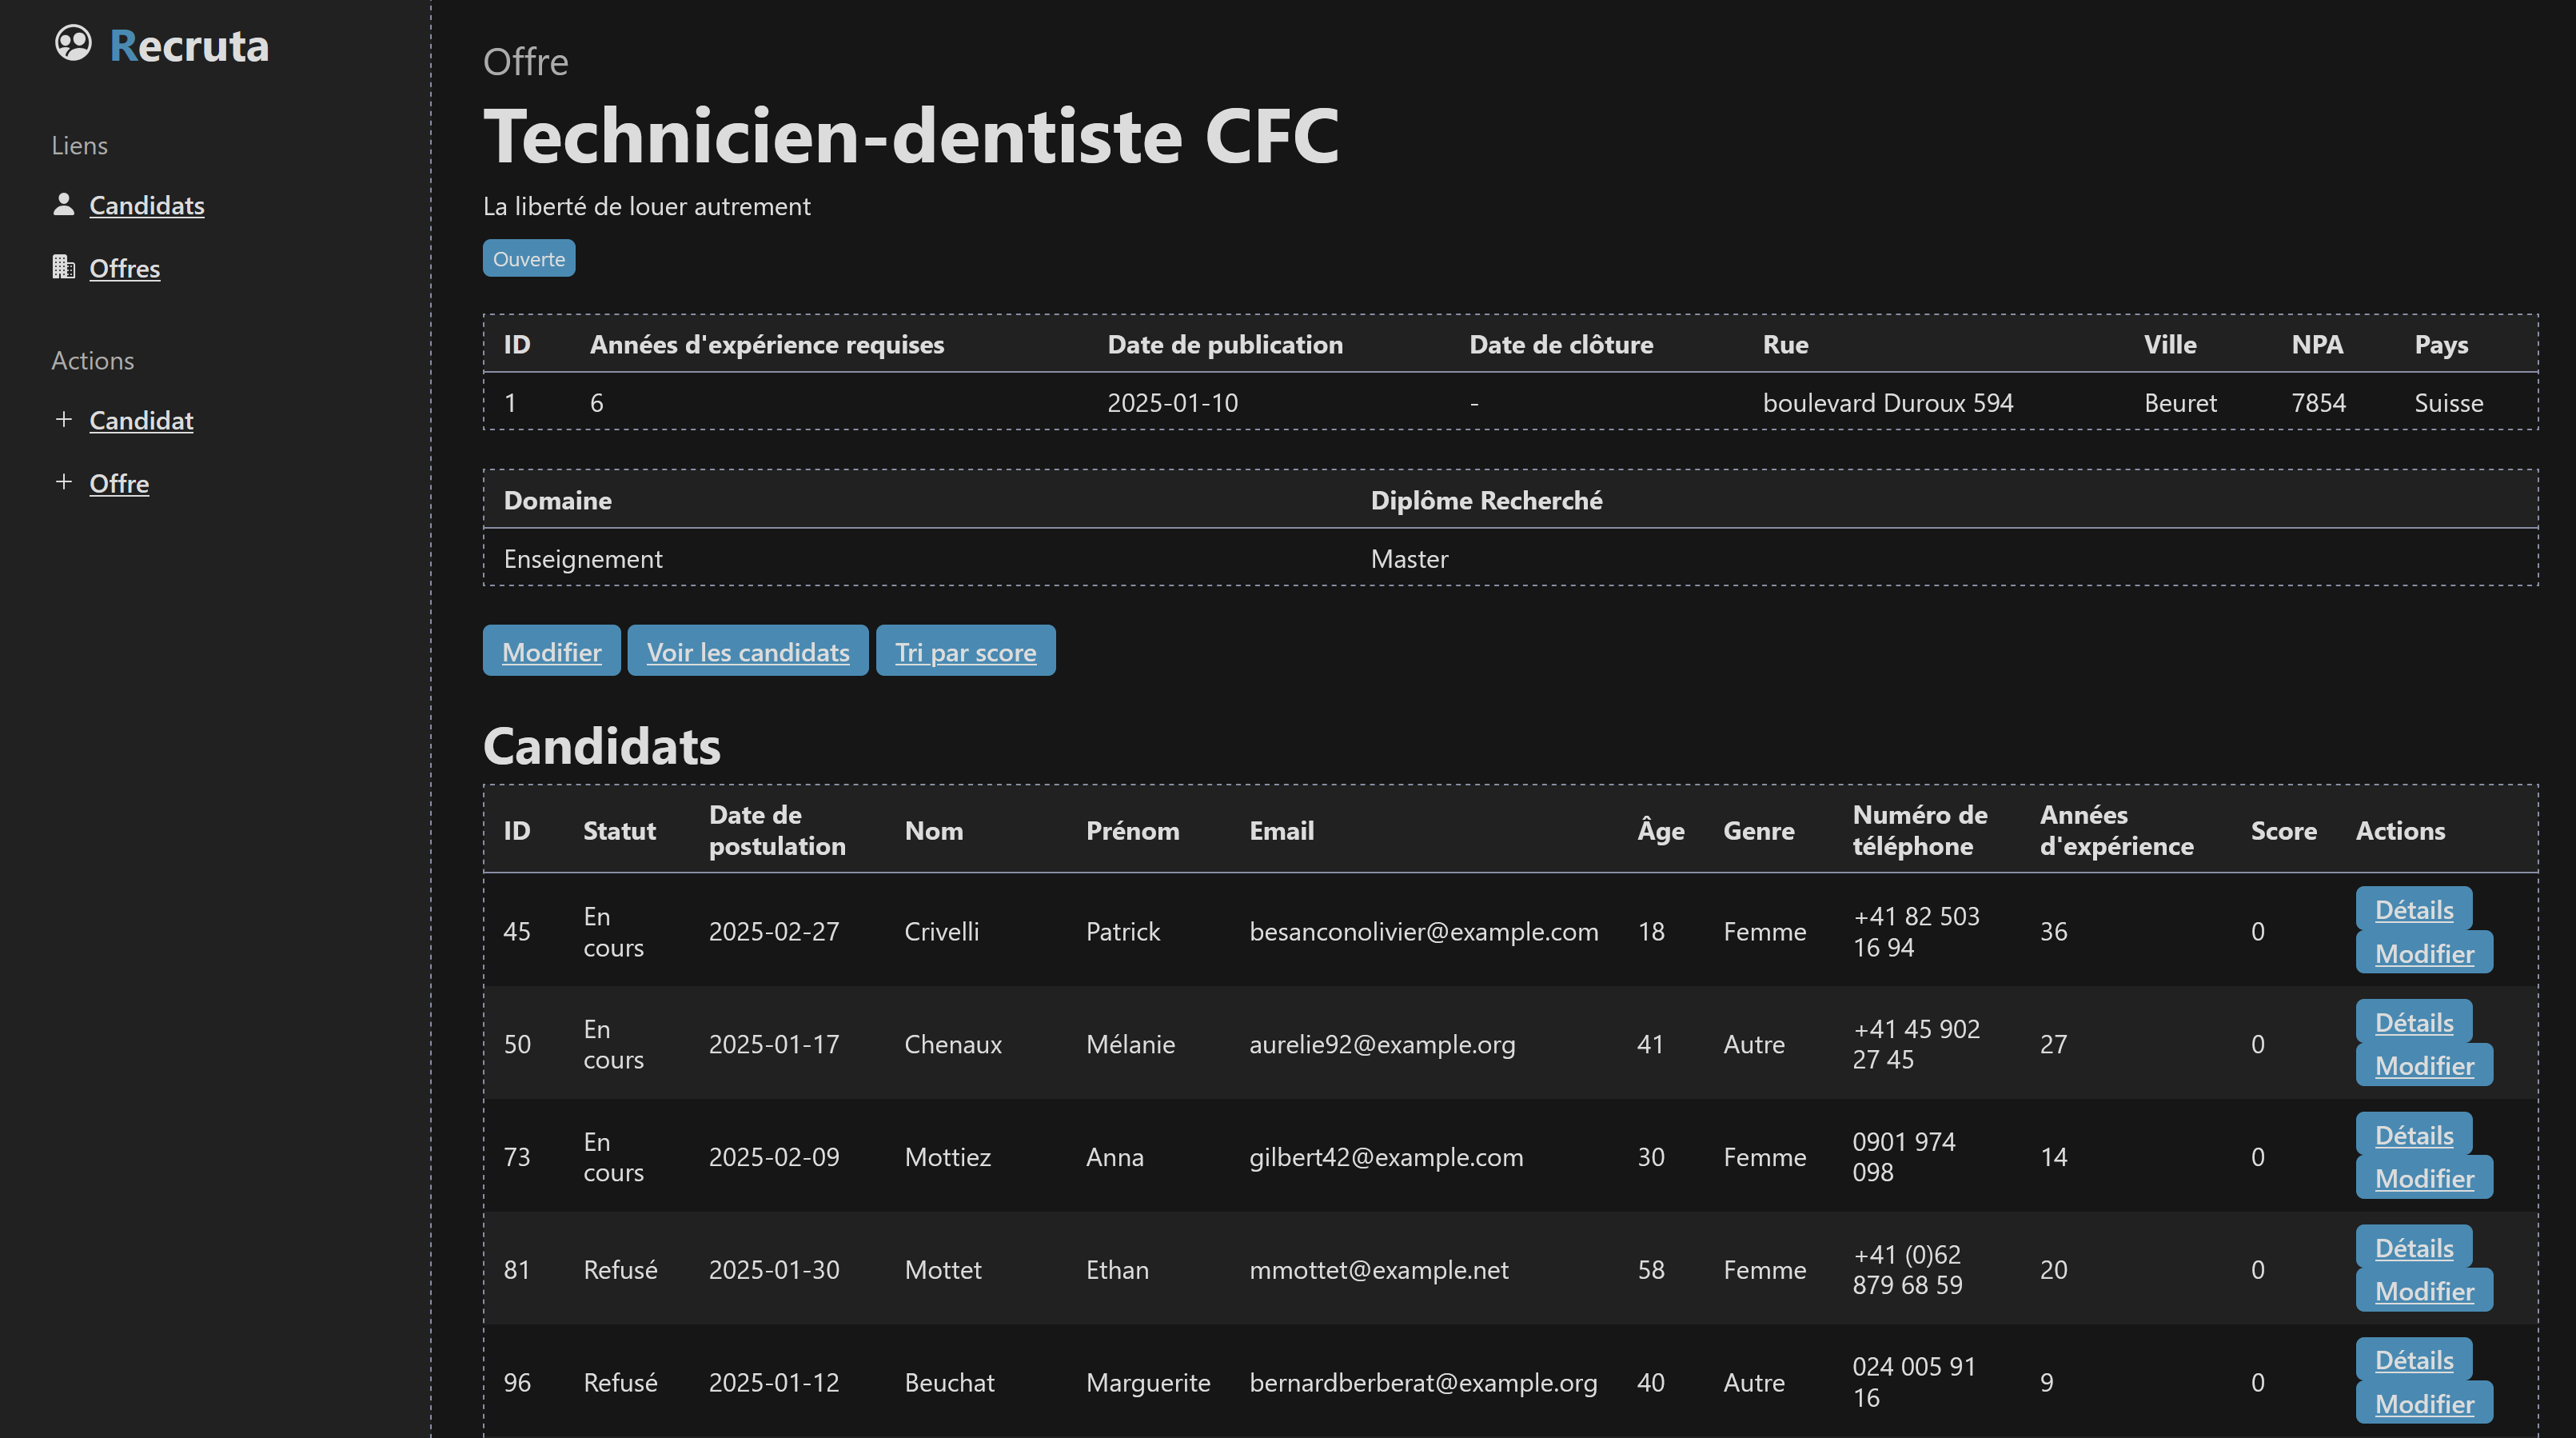 Recruta
Liens
Candidats
Offres
Actions
+ Candidat
+ Offre
Offre
Technicien-dentiste CFC
La liberté de louer autrement
Ouverte
ID Années d'expérience requises Date de publication Date de clôture Rue Ville NPA Pays
1 6 2025-01-10 - boulevard Duroux 594 Beuret 7854 Suisse
Domaine Diplôme Recherché
Enseignement Master
Modifier Voir les candidats Tri par score
Candidats
ID Statut Date de postulation Nom Prénom Email Âge Genre Numéro de téléphone Années d'expérience Score Actions
45 En cours 2025-02-27 Crivelli Patrick besanconolivier@example.com 18 Femme +41 82 503 16 94 36 0 Détails Modifier
50 En cours 2025-01-17 Chenaux Mélanie aurelie92@example.org 41 Autre +41 45 902 27 45 27 0 Détails Modifier
73 En cours 2025-02-09 Mottiez Anna gilbert42@example.com 30 Femme 0901 974 098 14 0 Détails Modifier
81 Refusé 2025-01-30 Mottet Ethan mmottet@example.net 58 Femme +41 (0)62 879 68 59 20 0 Détails Modifier
96 Refusé 2025-01-12 Beuchat Marguerite bernardberberat@example.org 40 Autre 024 005 91 16 9 0 Détails Modifier